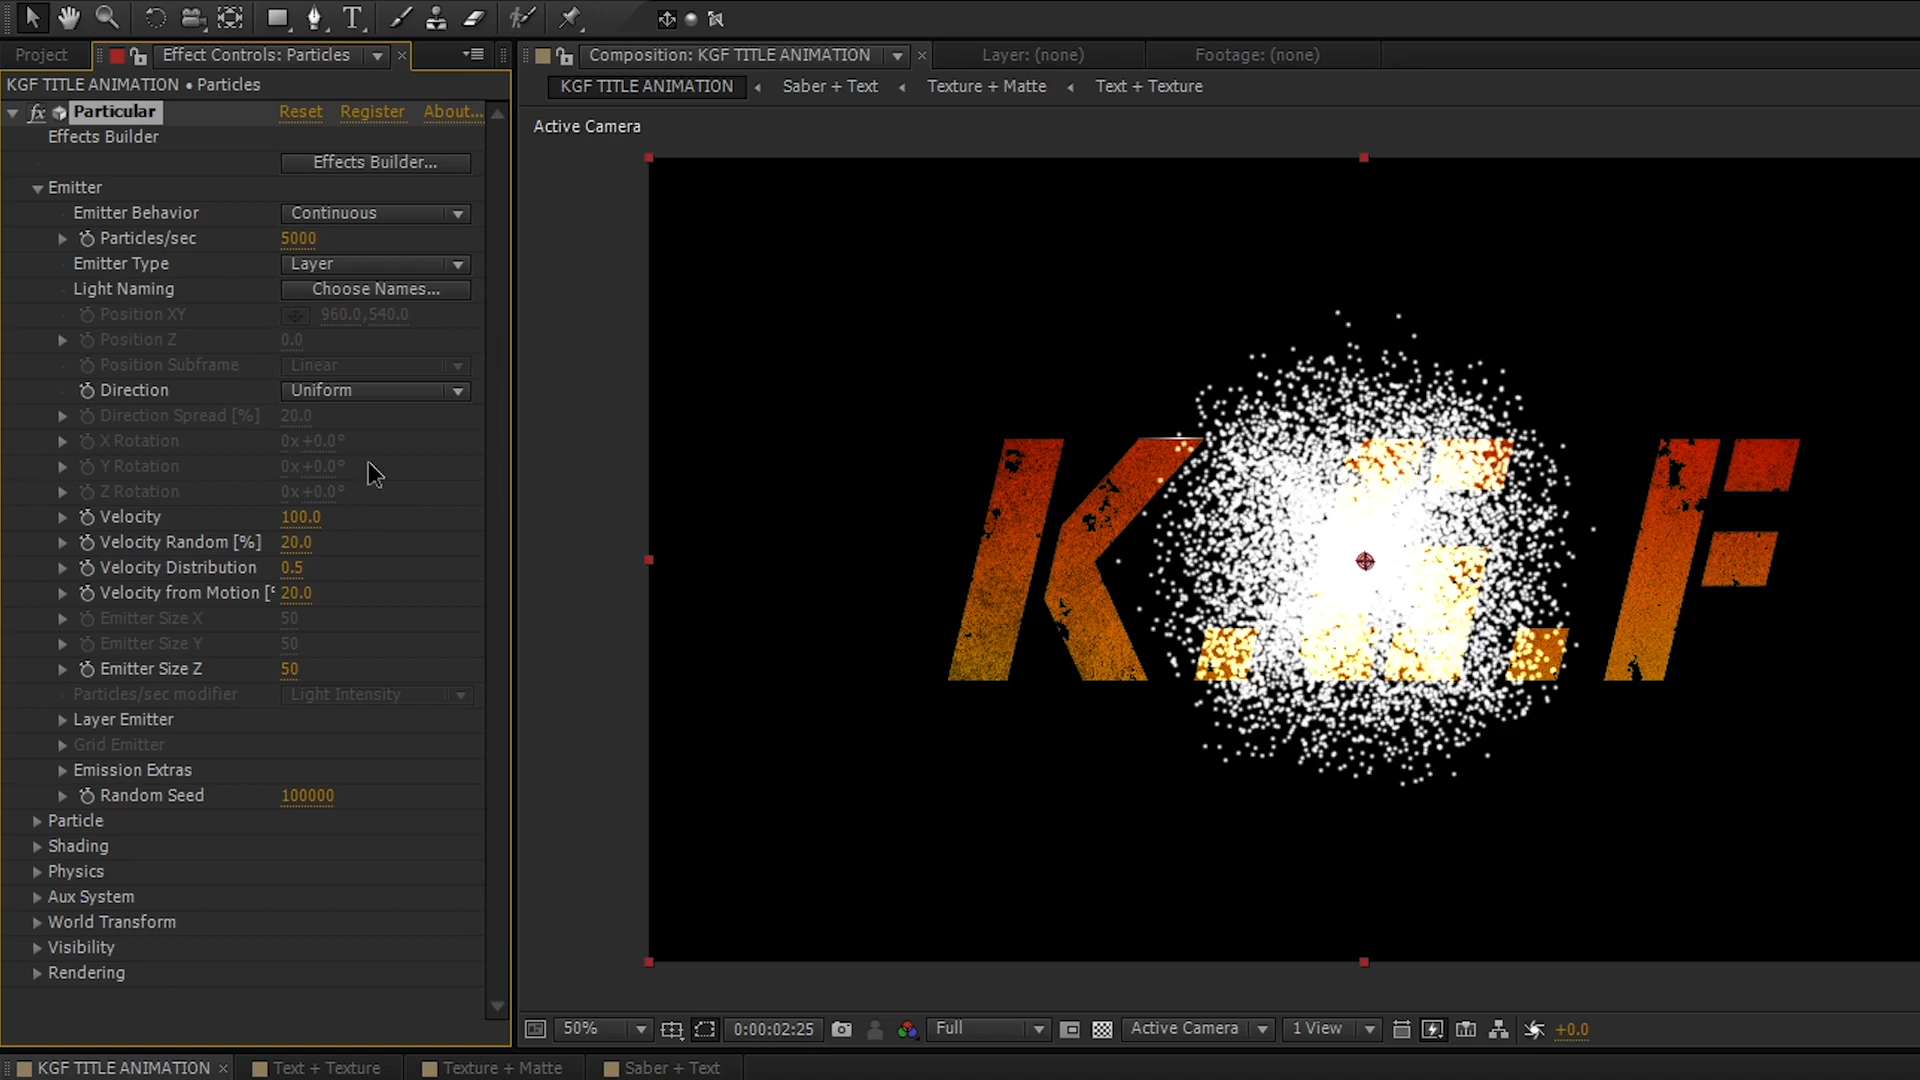 Project
Effect Controls: Particles
KGF TITLE ANIMATION • Particles
fx Particular Reset Register About...
Effects Builder
Effects Builder...
Emitter
Emitter Behavior Continuous
Particles/sec 5000
Emitter Type Layer
Light Naming Choose Names...
Position XY 960.0,540.0
Position Z 0.0
Position Subframe Linear
Direction Uniform
Direction Spread [%] 20.0
X Rotation 0x+0.0°
Y Rotation 0x+0.0°
Z Rotation 0x+0.0°
Velocity 100.0
Velocity Random [%] 20.0
Velocity Distribution 0.5
Velocity from Motion [ 20.0
Emitter Size X 50
Emitter Size Y 50
Emitter Size Z 50
Particles/sec modifier Light Intensity
Layer Emitter
Grid Emitter
Emission Extras
Random Seed 100000
Particle
Shading
Physics
Aux System
World Transform
Visibility
Rendering
Composition: KGF TITLE ANIMATION
Layer: (none)
Footage: (none)
KGF TITLE ANIMATION Saber + Text Texture + Matte Text + Texture
Active Camera
K.G.F
50% 0:00:02:25 Full Active Camera 1 View +0.0
KGF TITLE ANIMATION Text + Texture Texture + Matte Saber + Text